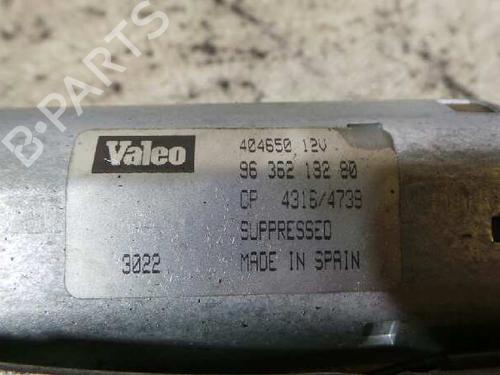 Valeo
404650 12V
96 362 132 80
CP 4316/4739
SUPPRESSED
3022 MADE IN SPAIN
B-Parts